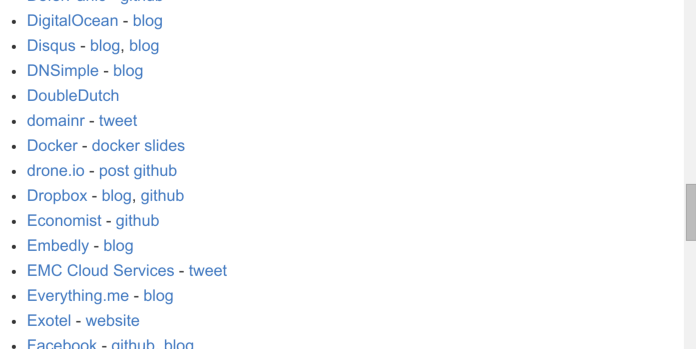 DigitalOcean - blog
Disqus - blog, blog
DNSimple - blog
DoubleDutch
domainr - tweet
Docker - docker slides
drone.io - post github
Dropbox - blog, github
Economist - github
Embedly - blog
EMC Cloud Services - tweet
Everything.me - blog
Exotel - website
Facebook - github, blog